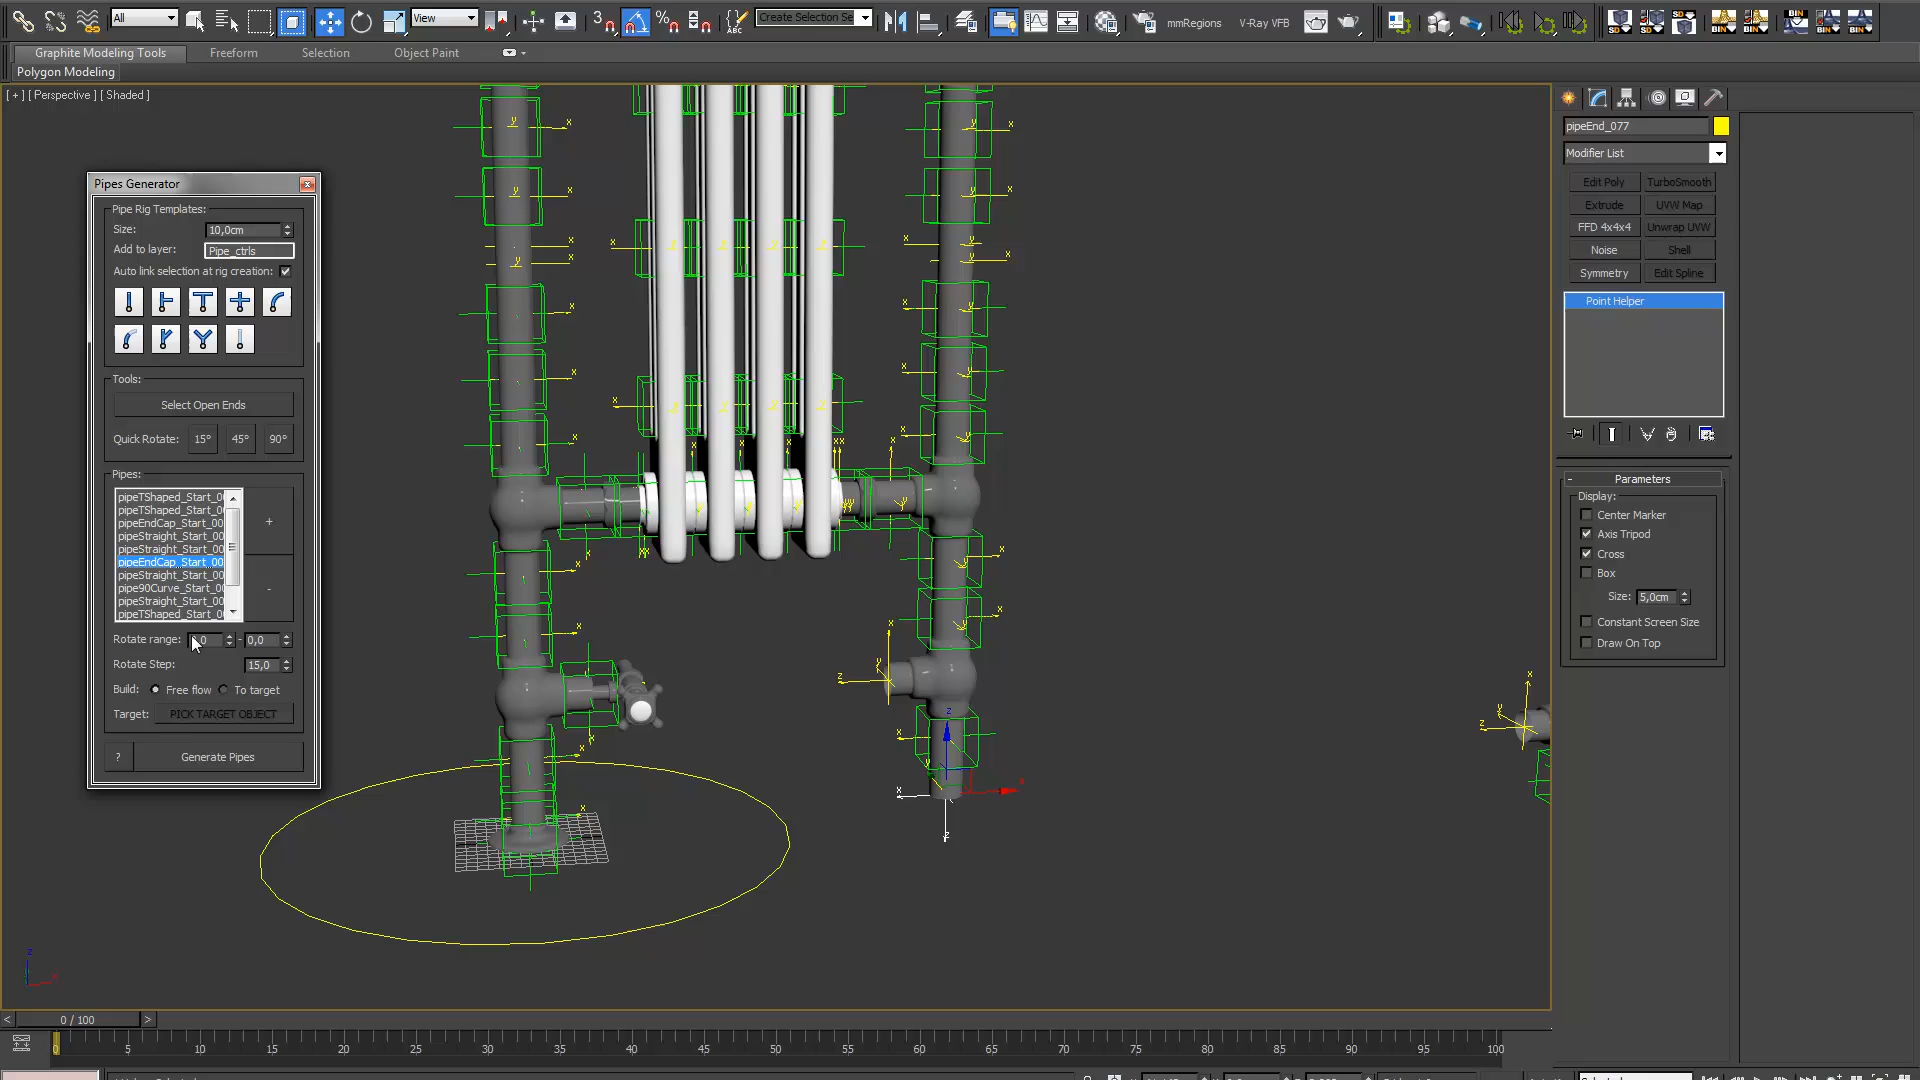 All
View
3
Create Selection Se
mmRegions
V-Ray VFB
Graphite Modeling Tools
Freeform
Selection
Object Paint
Polygon Modeling
[ + ] [ Perspective ] [ Shaded ]
Pipes Generator
Pipe Rig Templates:
Size:
10,0cm
Add to layer:
Pipe_ctrls
Auto link selection at rig creation:
Tools:
Select Open Ends
Quick Rotate:
15°
45°
90°
Pipes:
pipeTShaped_Start_0
pipeTShaped_Start_0
pipeEndCap_Start_00
pipeStraight_Start_00
pipeStraight_Start_00
pipeEndCap_Start_00
pipeStraight_Start_00
pipe90Curve_Start_00
pipeStraight_Start_00
pipeTShaped_Start_0
+
-
Rotate range:
- 0,0
Rotate Step:
15,0
Build:
Free flow
To target
Target:
PICK TARGET OBJECT
?
Generate Pipes
pipeEnd_077
Modifier List
Edit Poly
TurboSmooth
Extrude
UVW Map
FFD 4x4x4
Unwrap UVW
Noise
Shell
Symmetry
Edit Spline
Point Helper
- Parameters
Display:
Center Marker
Axis Tripod
Cross
Box
Size: 5,0cm
Constant Screen Size
Draw On Top
< 0 / 100 >
0 5 10 15 20 25 30 35 40 45 50 55 60 65 70 75 80 85 90 95 100